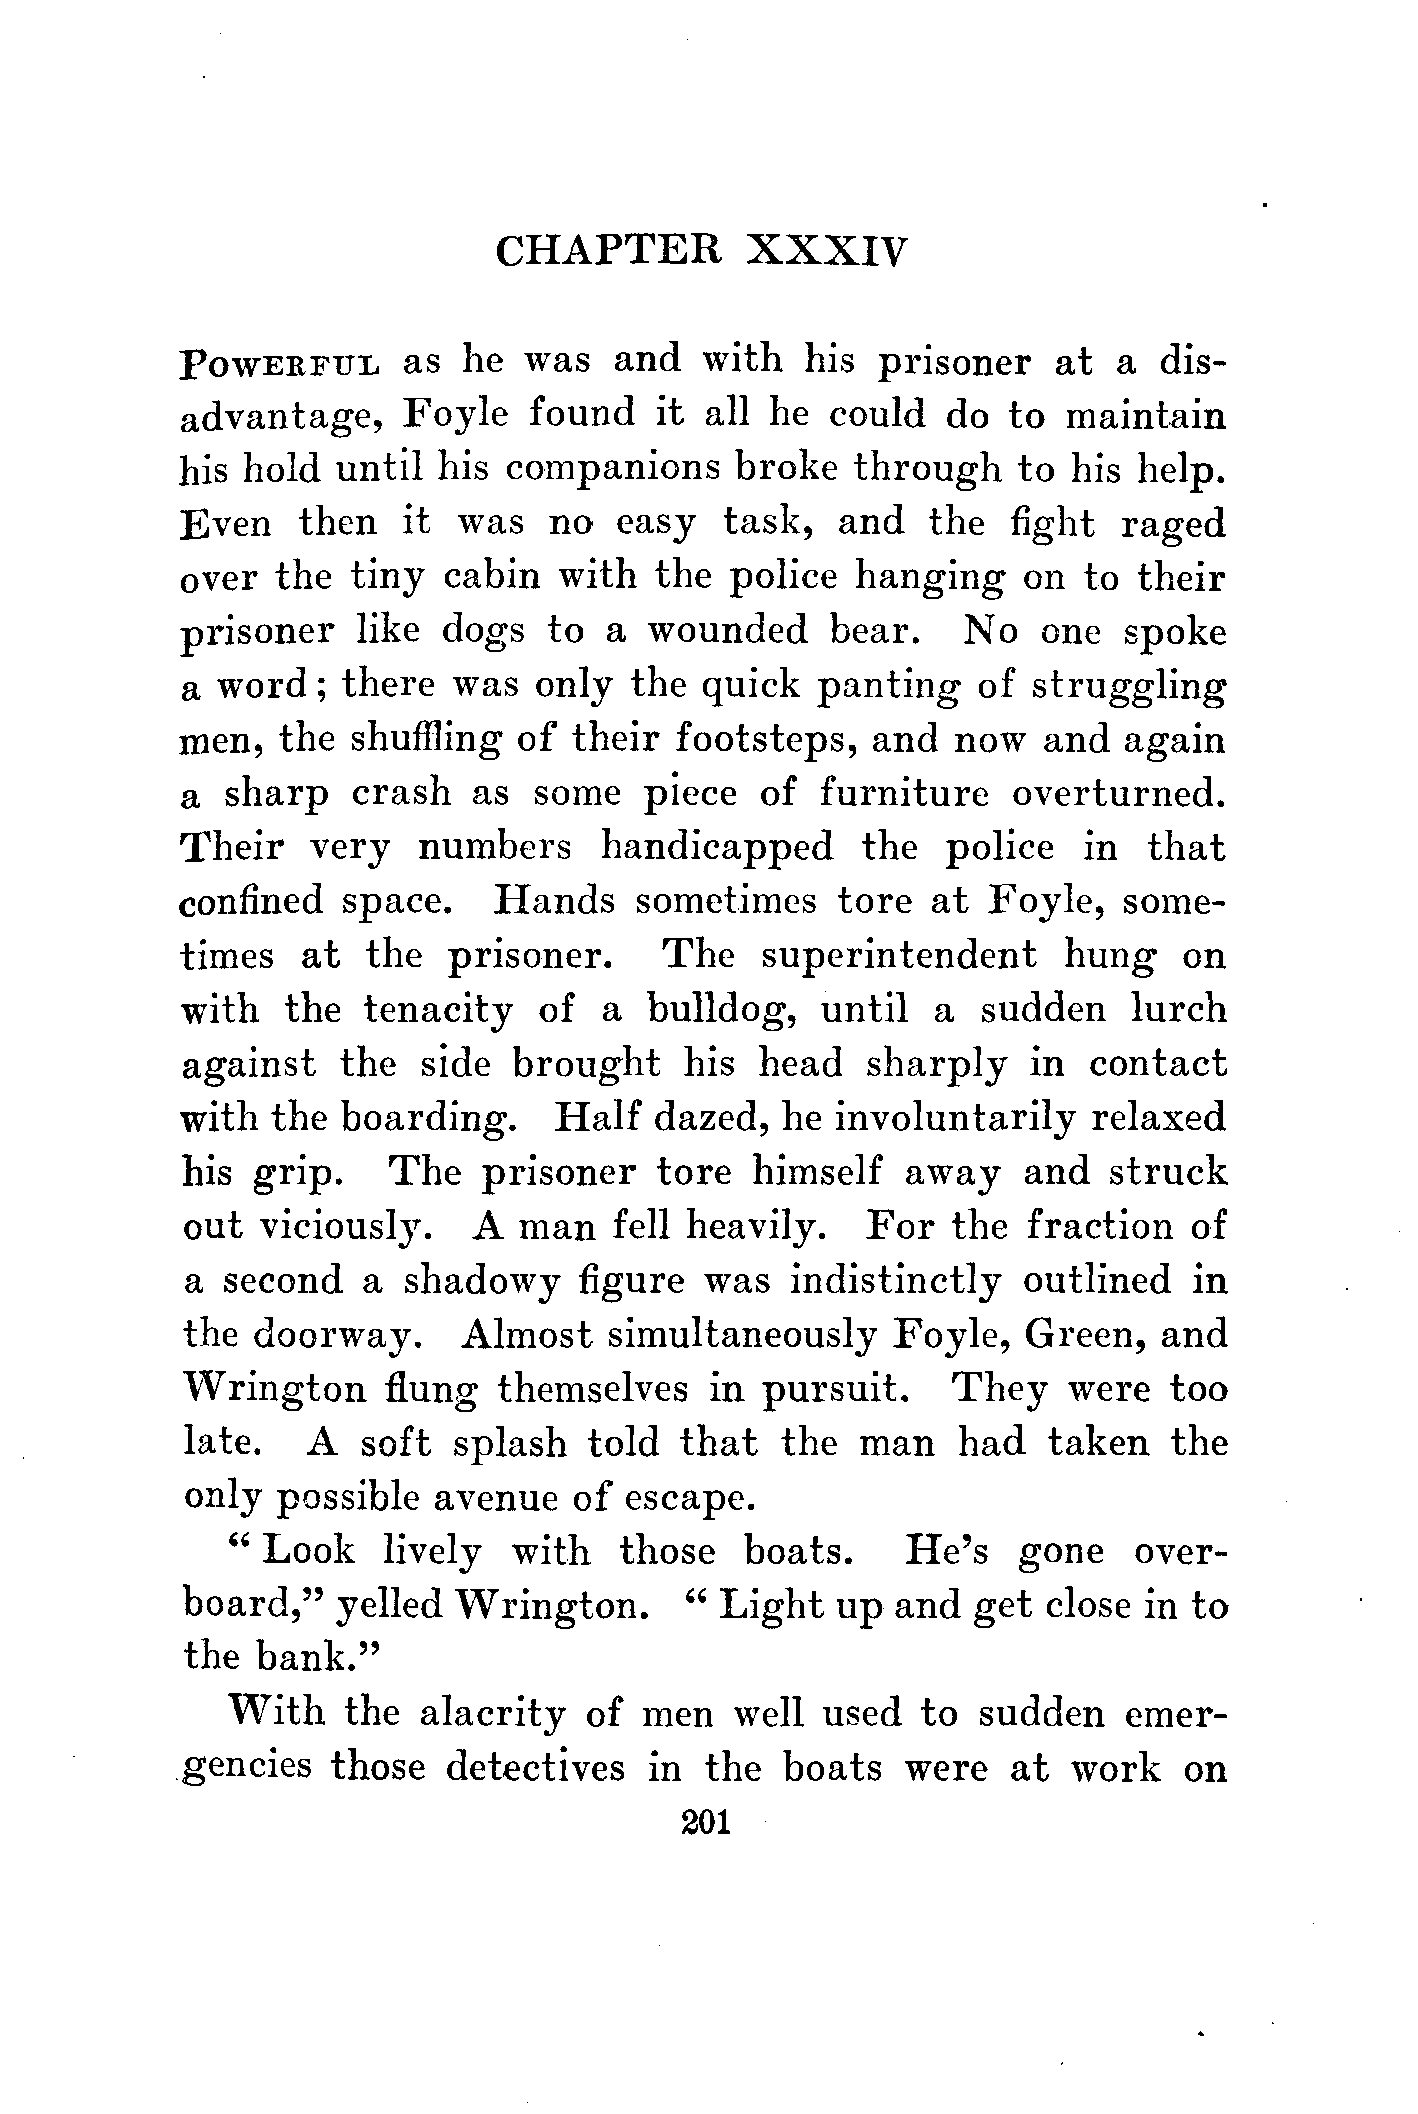 CHAPTER XXXIV
POWERFUL as he was and with his prisoner at a dis-
advantage, Foyle found it all he could do to maintain
his hold until his companions broke through to his help.
Even then it was no easy task, and the fight raged
over the tiny cabin with the police hanging on to their
prisoner like dogs to a wounded bear. No one spoke
a word; there was only the quick panting of struggling
men, the shuffling of their footsteps, and now and again
a sharp crash as some piece of furniture overturned.
Their very numbers handicapped the police in that
confined space. Hands sometimes tore at Foyle, some-
times at the prisoner. The superintendent hung on
with the tenacity of a bulldog, until a sudden lurch
against the side brought his head sharply in contact
with the boarding. Half dazed, he involuntarily relaxed
his grip. The prisoner tore himself away and struck
out viciously. A man fell heavily. For the fraction of
a second a shadowy figure was indistinctly outlined in
the doorway. Almost simultaneously Foyle, Green, and
Wrington flung themselves in pursuit. They were too
late. A soft splash told that the man had taken the
only possible avenue of escape.
“ Look lively with those boats. He’s gone over-
board,” yelled Wrington. “ Light up and get close in to
the bank.”
With the alacrity of men well used to sudden emer-
gencies those detectives in the boats were at work on
201